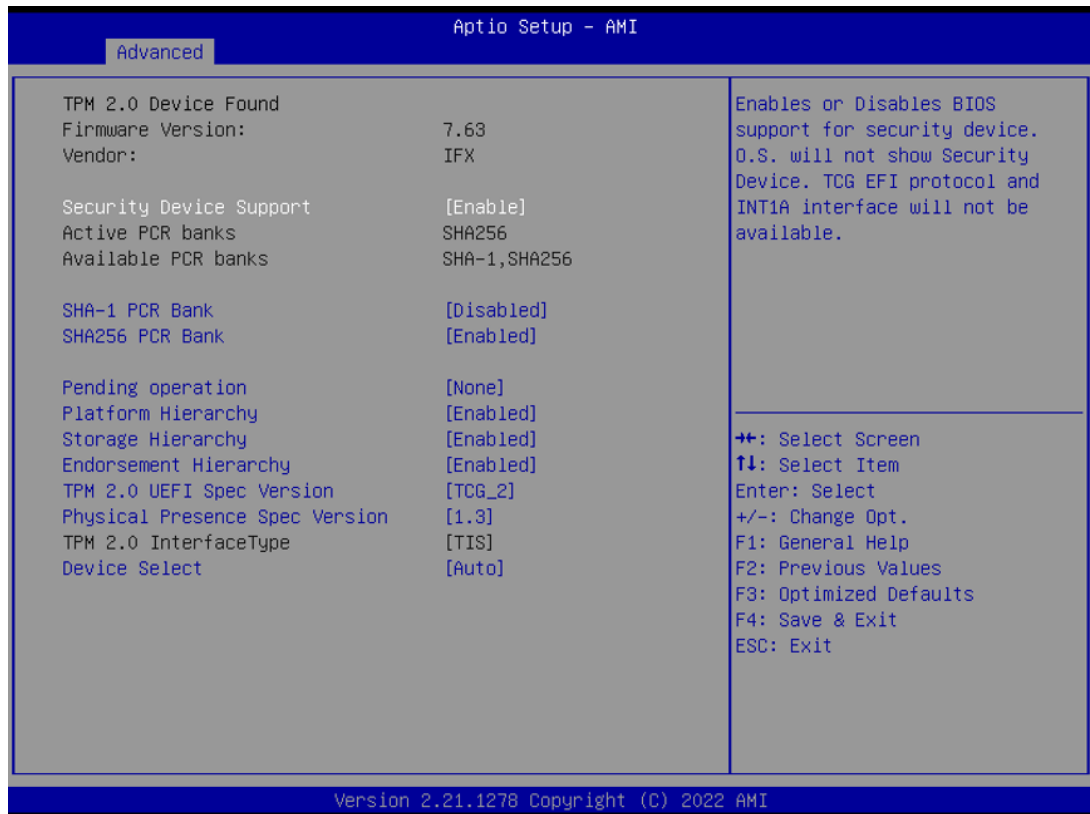 Aptio Setup – AMI
Advanced
TPM 2.0 Device Found
Firmware Version: 7.63
Vendor: IFX
Security Device Support [Enable]
Active PCR banks SHA256
Available PCR banks SHA-1,SHA256
SHA-1 PCR Bank [Disabled]
SHA256 PCR Bank [Enabled]
Pending operation [None]
Platform Hierarchy [Enabled]
Storage Hierarchy [Enabled]
Endorsement Hierarchy [Enabled]
TPM 2.0 UEFI Spec Version [TCG_2]
Physical Presence Spec Version [1.3]
TPM 2.0 InterfaceType [TIS]
Device Select [Auto]
Enables or Disables BIOS
support for security device.
O.S. will not show Security
Device. TCG EFI protocol and
INT1A interface will not be
available.
→←: Select Screen
↑↓: Select Item
Enter: Select
+/-: Change Opt.
F1: General Help
F2: Previous Values
F3: Optimized Defaults
F4: Save & Exit
ESC: Exit
Version 2.21.1278 Copyright (C) 2022 AMI